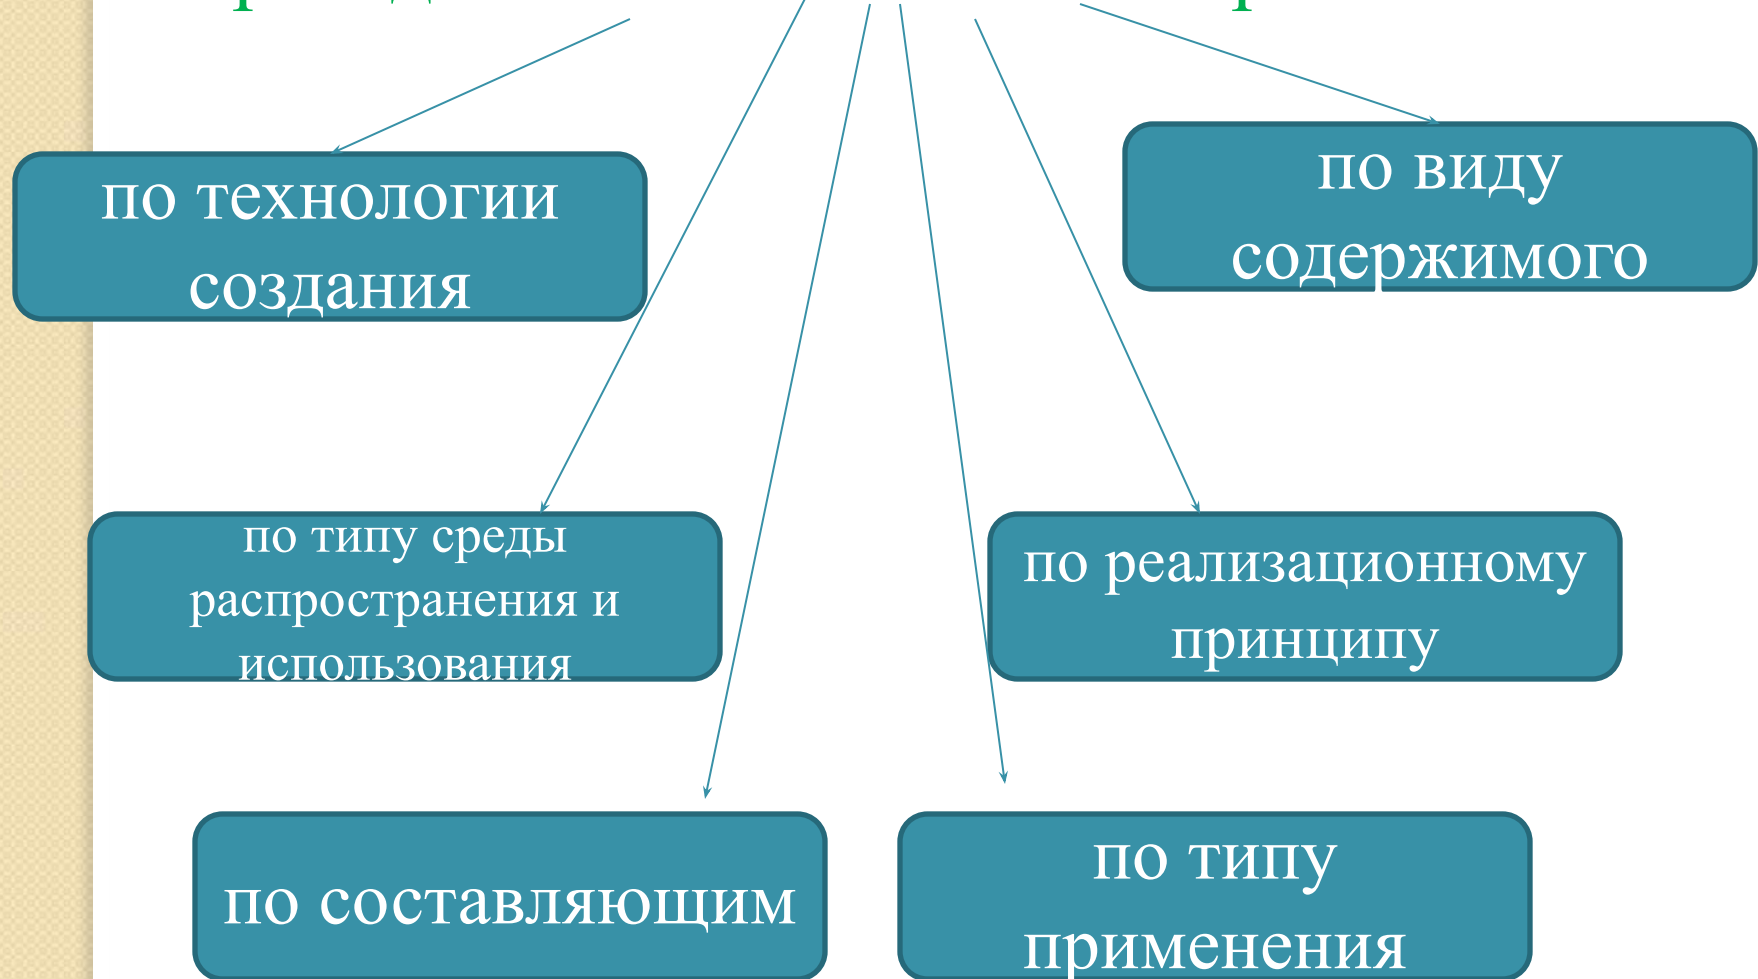 по технологии
создания
по виду
содержимого
по типу среды
распространения и
использования
по реализационному
принципу
по составляющим
по типу
применения